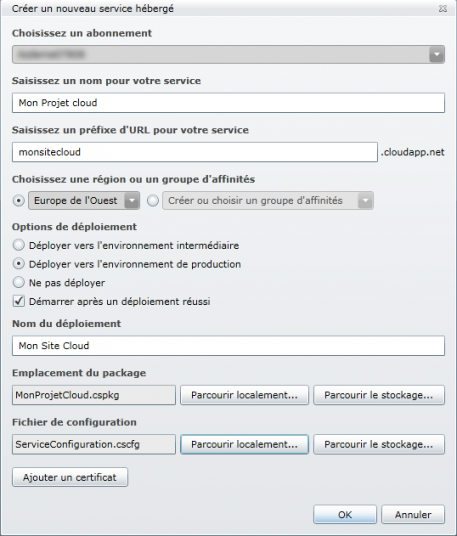 Créer un nouveau service hébergé
Choisissez un abonnement
Saisissez un nom pour votre service
Mon Projet cloud
Saisissez un préfixe d'URL pour votre service
monsitecloud .cloudapp.net
Choisissez une région ou un groupe d'affinités
Europe de l'Ouest Créer ou choisir un groupe d'affinités
Options de déploiement
Déployer vers l'environnement intermédiaire
Déployer vers l'environnement de production
Ne pas déployer
Démarrer après un déploiement réussi
Nom du déploiement
Mon Site Cloud
Emplacement du package
MonProjetCloud.cspkg Parcourir localement... Parcourir le stockage...
Fichier de configuration
ServiceConfiguration.cscfg Parcourir localement... Parcourir le stockage...
Ajouter un certificat
OK Annuler